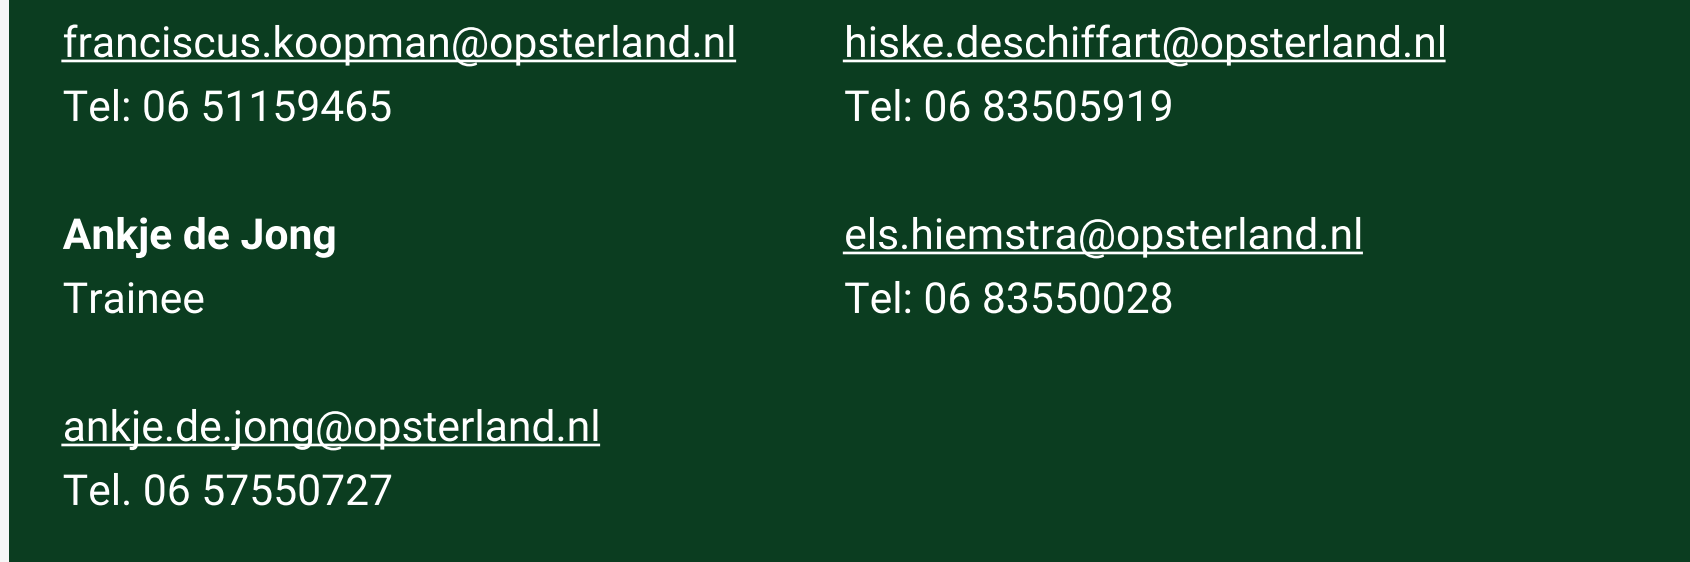 franciscus.koopman@opsterland.nl
Tel: 06 51159465
Ankje de Jong
Trainee
ankje.de.jong@opsterland.nl
Tel. 06 57550727
hiske.deschiffart@opsterland.nl
Tel: 06 83505919
els.hiemstra@opsterland.nl
Tel: 06 83550028